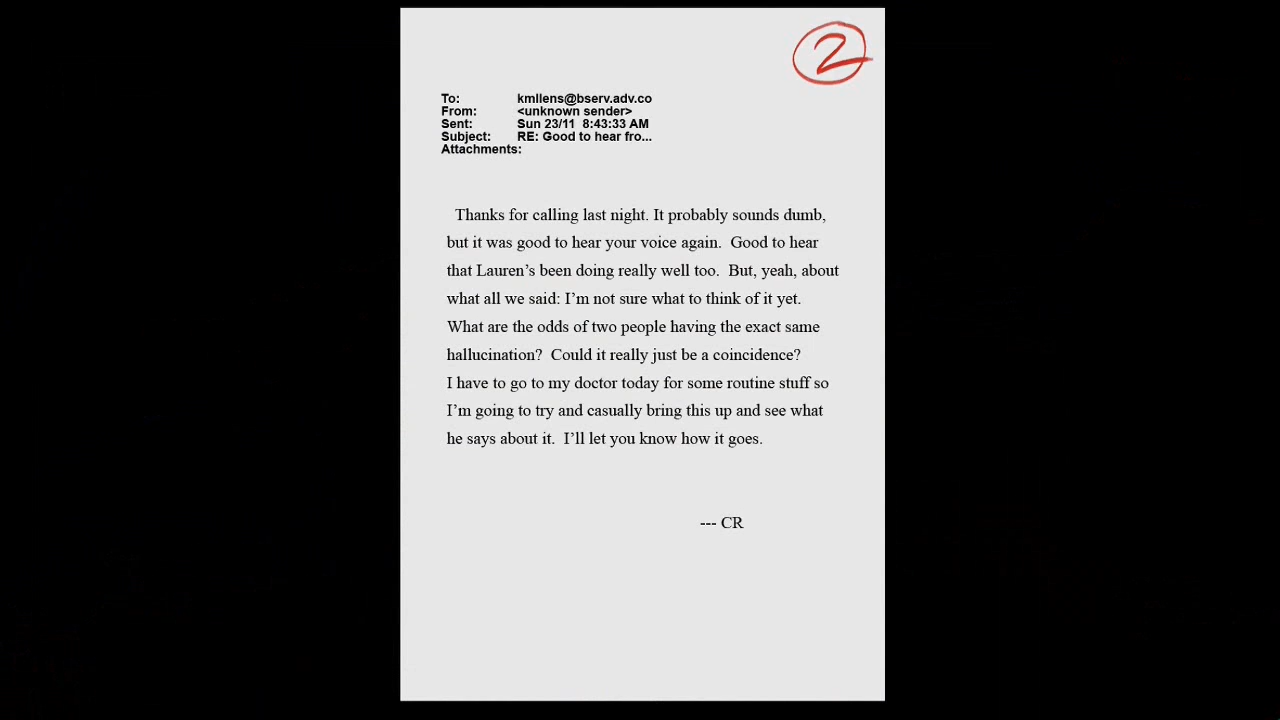 2
To: kmllens@bserv.adv.co
From: <unknown sender>
Sent: Sun 23/11 8:43:33 AM
Subject: RE: Good to hear fro...
Attachments:
Thanks for calling last night. It probably sounds dumb,
but it was good to hear your voice again. Good to hear
that Lauren’s been doing really well too. But, yeah, about
what all we said: I’m not sure what to think of it yet.
What are the odds of two people having the exact same
hallucination? Could it really just be a coincidence?
I have to go to my doctor today for some routine stuff so
I’m going to try and casually bring this up and see what
he says about it. I’ll let you know how it goes.
--- CR